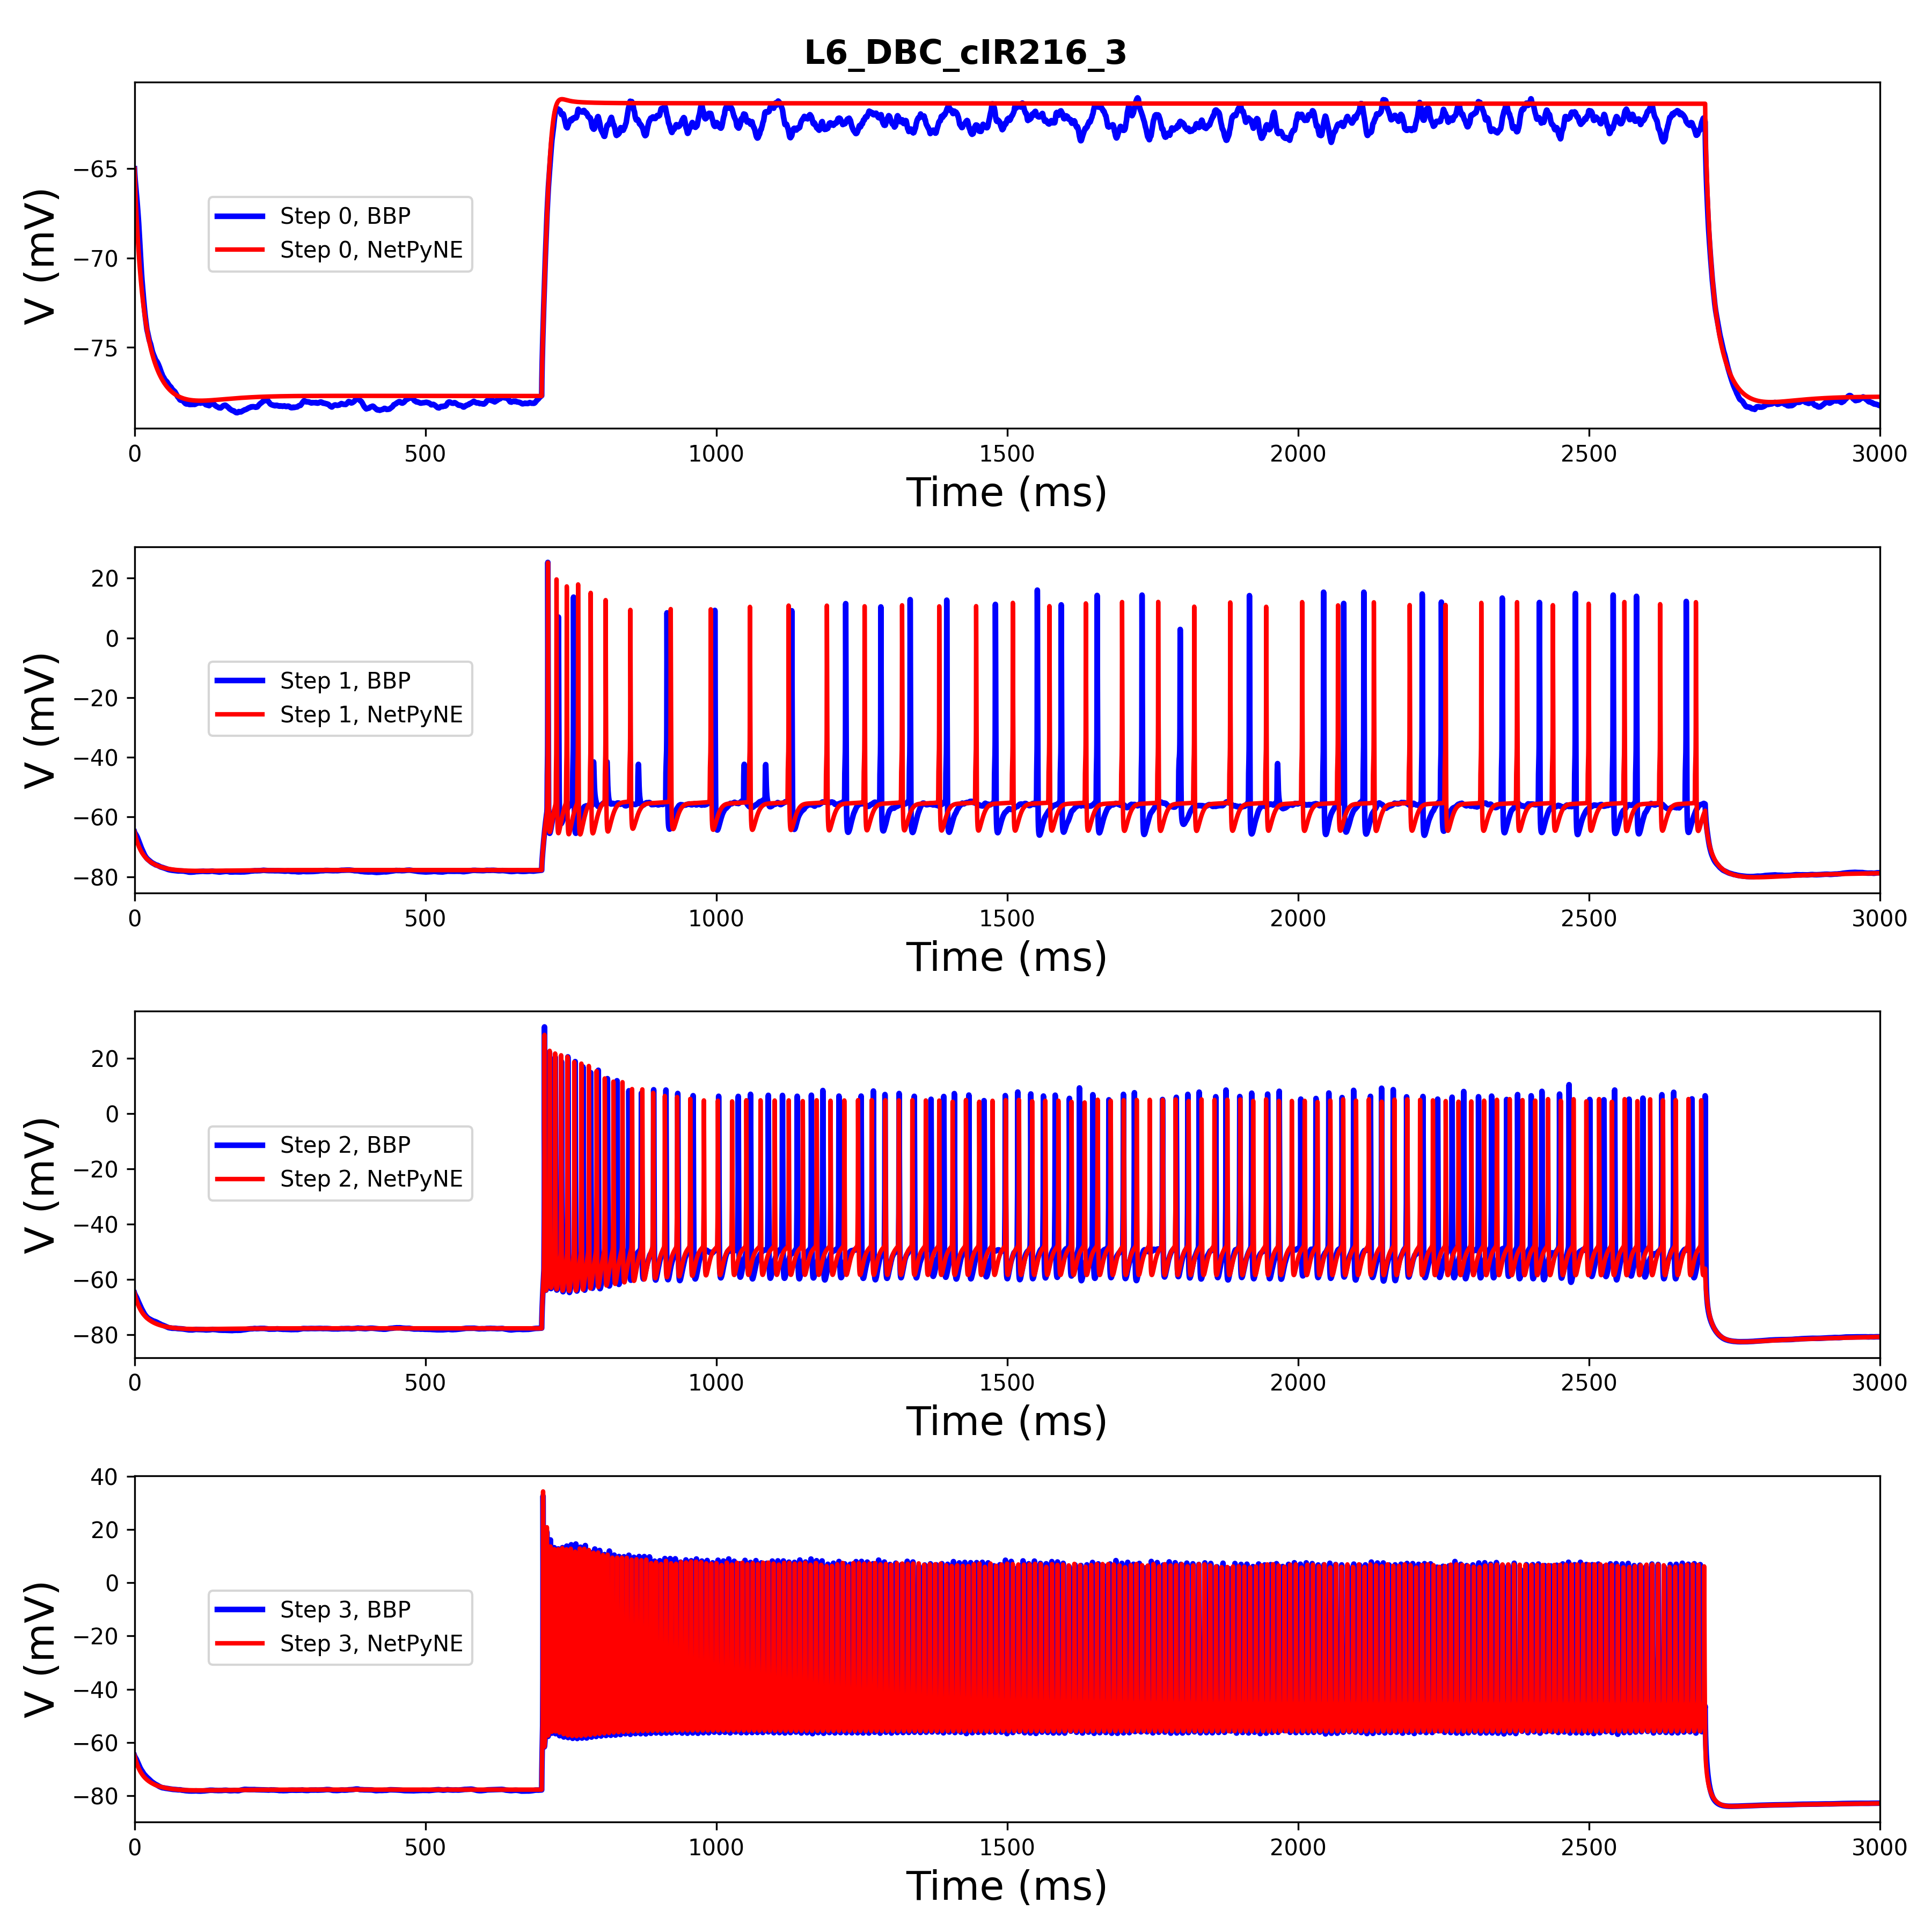 L6_DBC_cIR216_3
V (mV)
−65
−70
−75
Step 0, BBP
Step 0, NetPyNE
0 500 1000 1500 2000 2500 3000
Time (ms)
V (mV)
20
0
−20
−40
−60
−80
Step 1, BBP
Step 1, NetPyNE
0 500 1000 1500 2000 2500 3000
Time (ms)
V (mV)
20
0
−20
−40
−60
−80
Step 2, BBP
Step 2, NetPyNE
0 500 1000 1500 2000 2500 3000
Time (ms)
V (mV)
40
20
0
−20
−40
−60
−80
Step 3, BBP
Step 3, NetPyNE
0 500 1000 1500 2000 2500 3000
Time (ms)